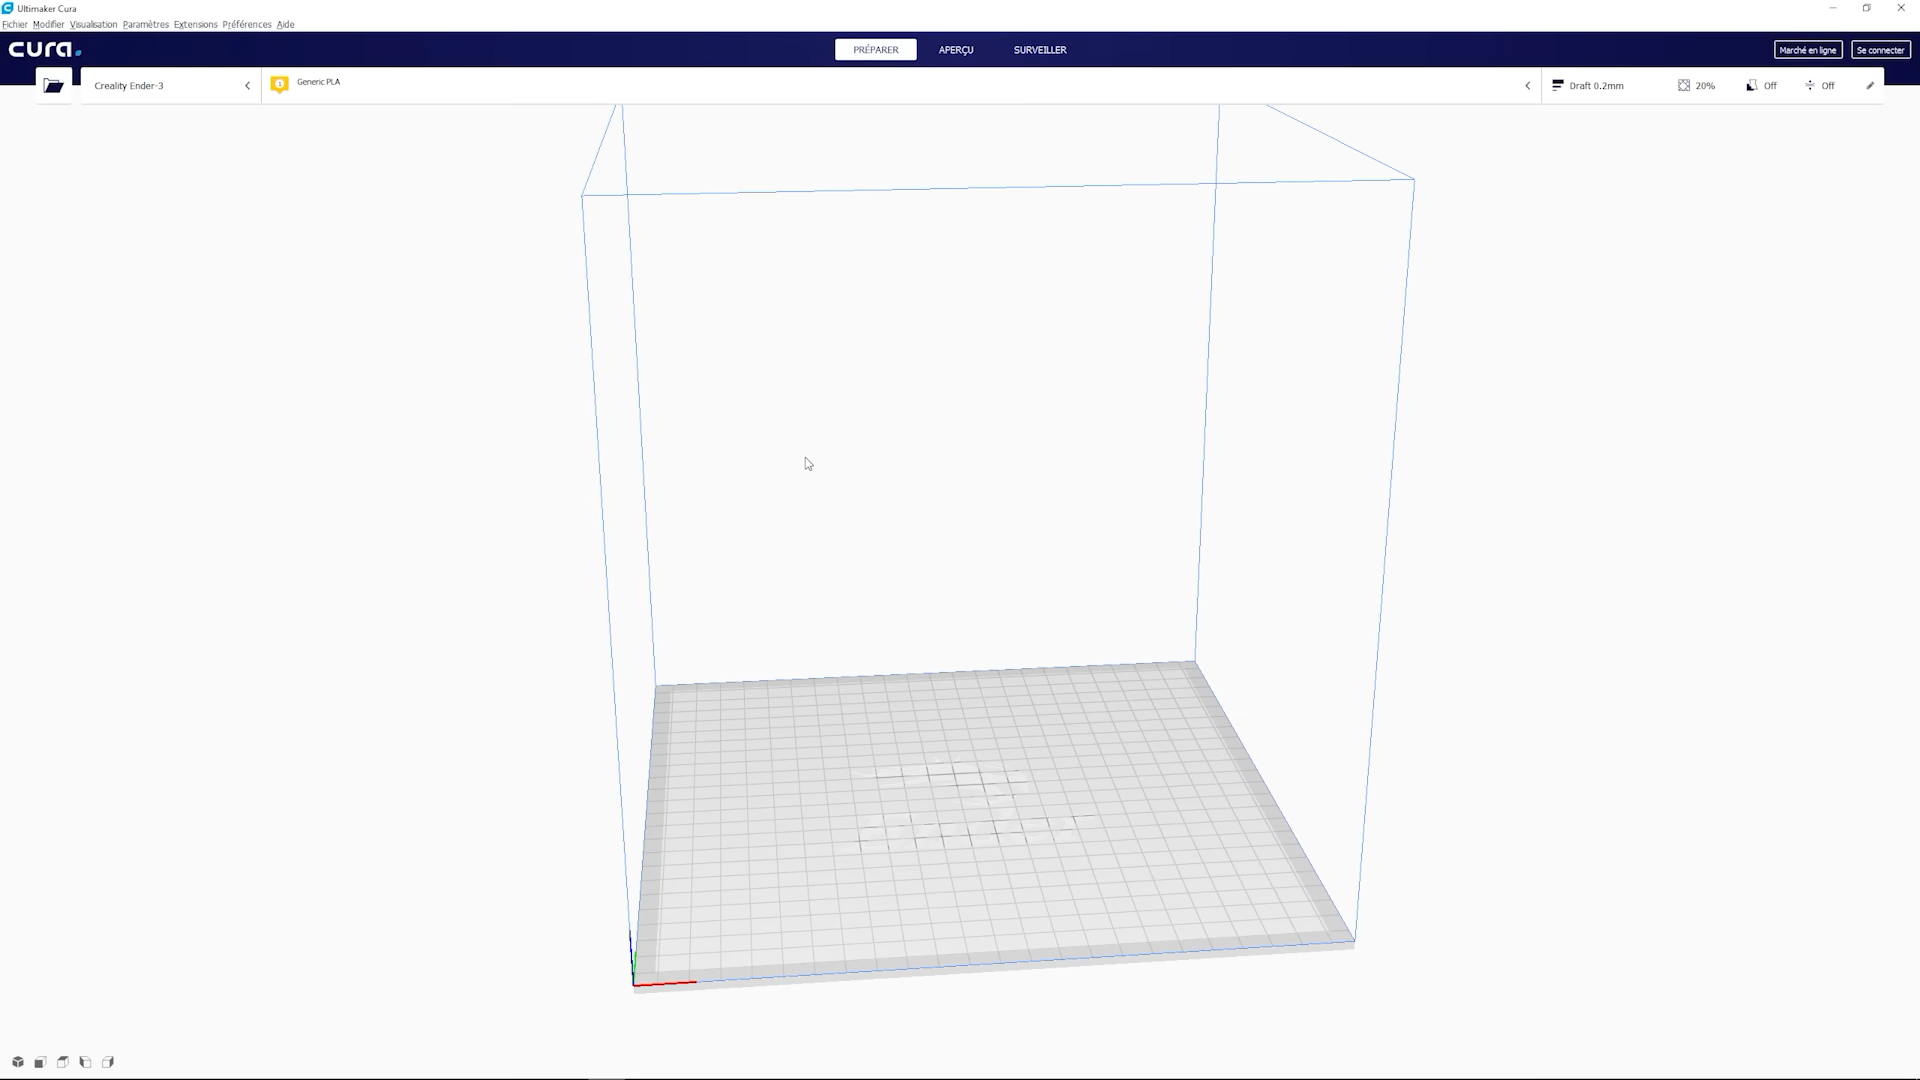 Ultimaker Cura
Fichier Modifier Visualisation Paramètres Extensions Préférences Aide
cura.
PRÉPARER
APERÇU
SURVEILLER
Marché en ligne
Se connecter
Creality Ender-3
Generic PLA
Draft 0.2mm
20%
Off
Off